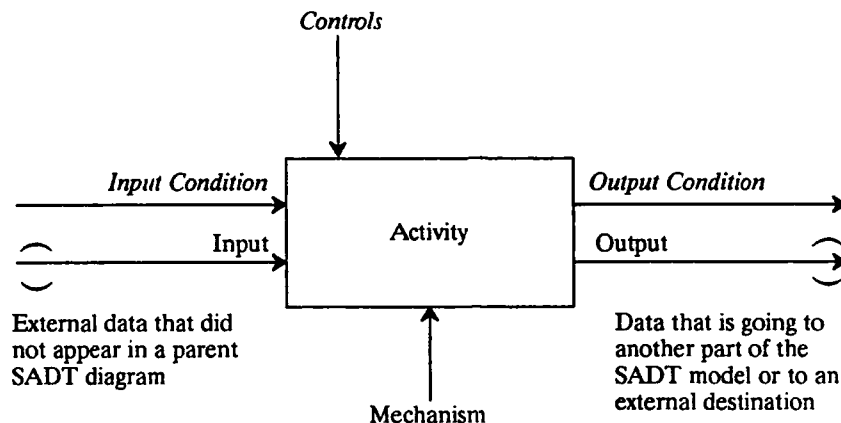 Controls
Input Condition
Output Condition
Input
Activity
Output
External data that did
not appear in a parent
SADT diagram
Data that is going to
another part of the
SADT model or to an
external destination
Mechanism